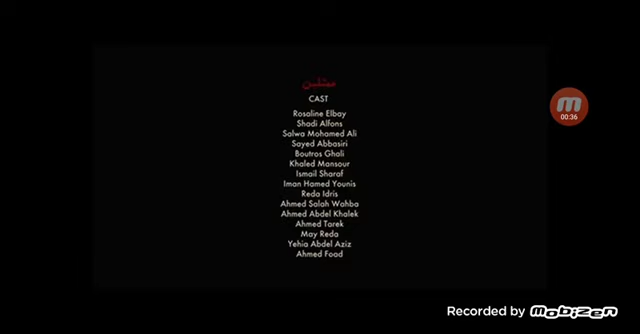 ممثلين
CAST
Rosaline Elbay
Shadi Alfons
Salwa Mohamed Ali
Sayed Abbasiri
Boutros Ghali
Khaled Mansour
Ismail Sharaf
Iman Hamed Younis
Reda Idris
Ahmed Salah Wahba
Ahmed Abdel Khalek
Ahmed Tarek
May Reda
Yehia Abdel Aziz
Ahmed Foad
00:36
Recorded by mobizen